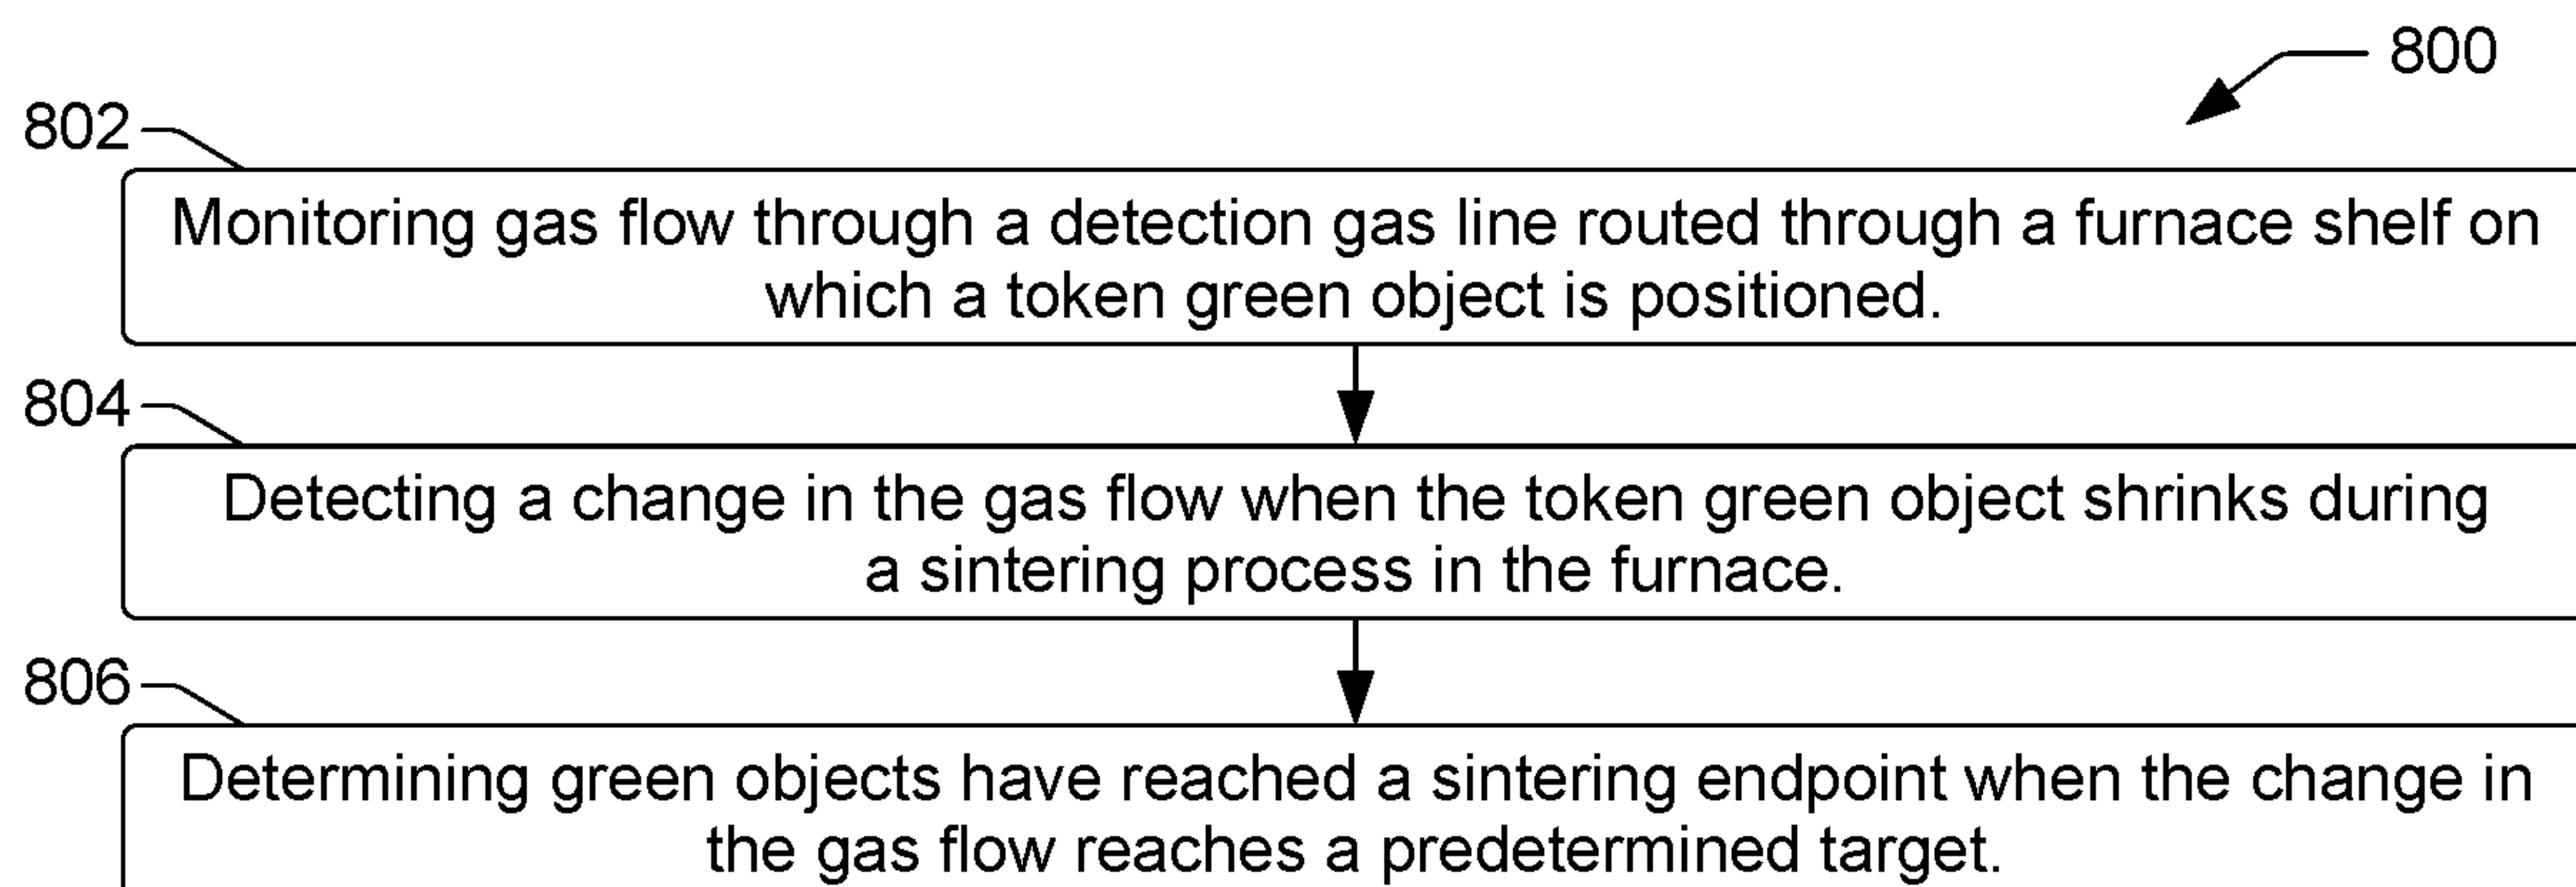 800
802
Monitoring gas flow through a detection gas line routed through a furnace shelf on
which a token green object is positioned.
804
Detecting a change in the gas flow when the token green object shrinks during
a sintering process in the furnace.
806
Determining green objects have reached a sintering endpoint when the change in
the gas flow reaches a predetermined target.